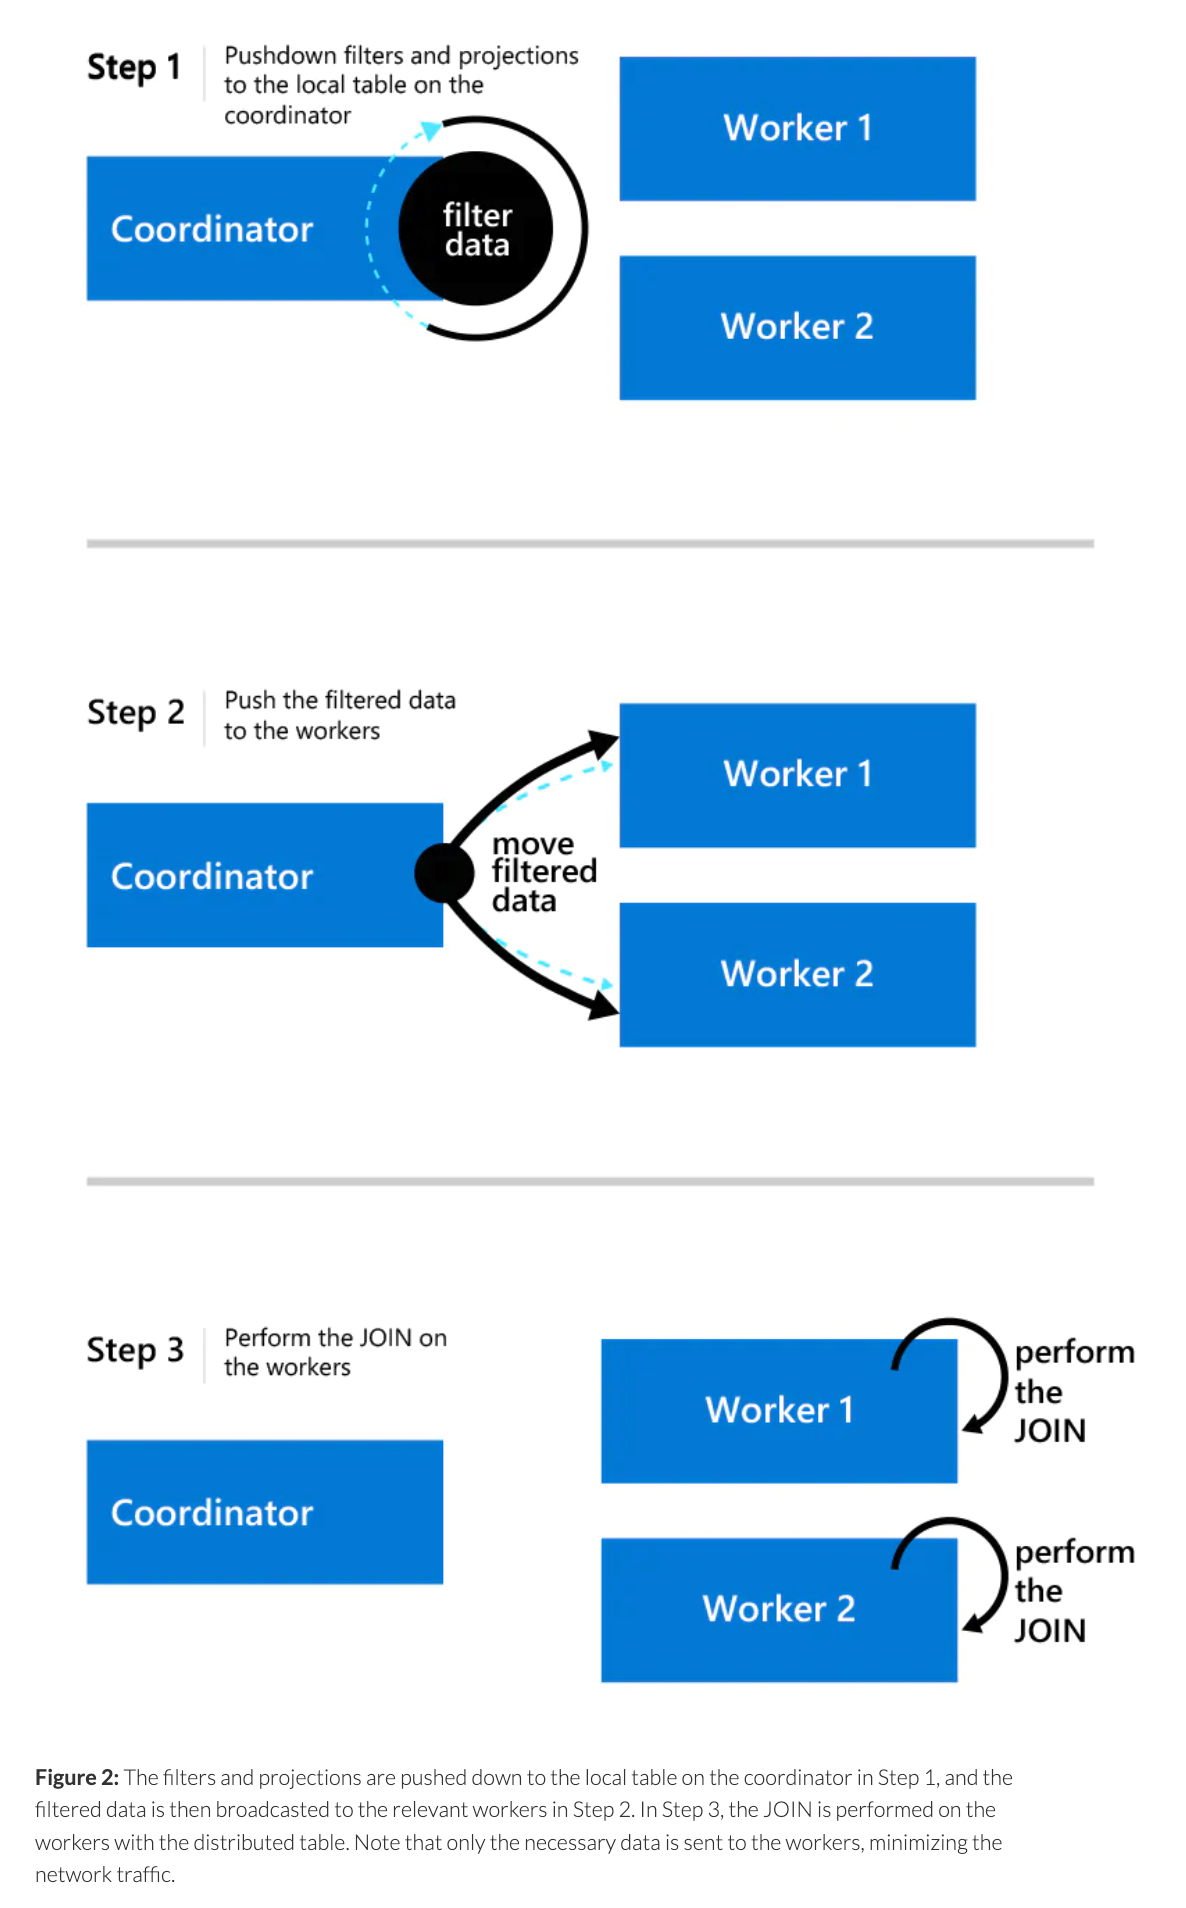 Step 1
Pushdown filters and projections
to the local table on the
coordinator
Worker 1
Coordinator
filter
data
Worker 2
Step 2
Push the filtered data
to the workers
Worker 1
Coordinator
move
filtered
data
Worker 2
Step 3
Perform the JOIN on
the workers
Worker 1
perform
the
JOIN
Coordinator
Worker 2
perform
the
JOIN
Figure 2: The filters and projections are pushed down to the local table on the coordinator in Step 1, and the
filtered data is then broadcasted to the relevant workers in Step 2. In Step 3, the JOIN is performed on the
workers with the distributed table. Note that only the necessary data is sent to the workers, minimizing the
network traffic.